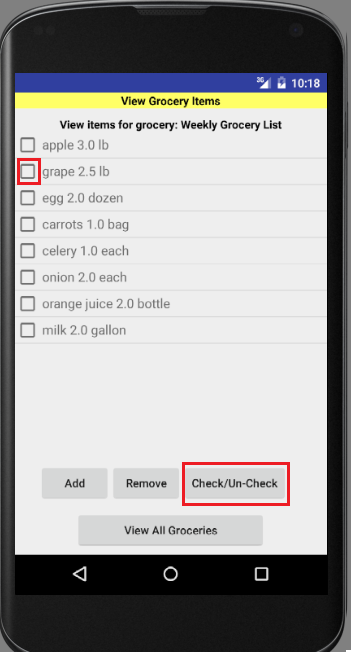 3G 10:18
View Grocery Items
View items for grocery: Weekly Grocery List
apple 3.0 lb
grape 2.5 lb
egg 2.0 dozen
carrots 1.0 bag
celery 1.0 each
onion 2.0 each
orange juice 2.0 bottle
milk 2.0 gallon
Add Remove Check/Un-Check
View All Groceries